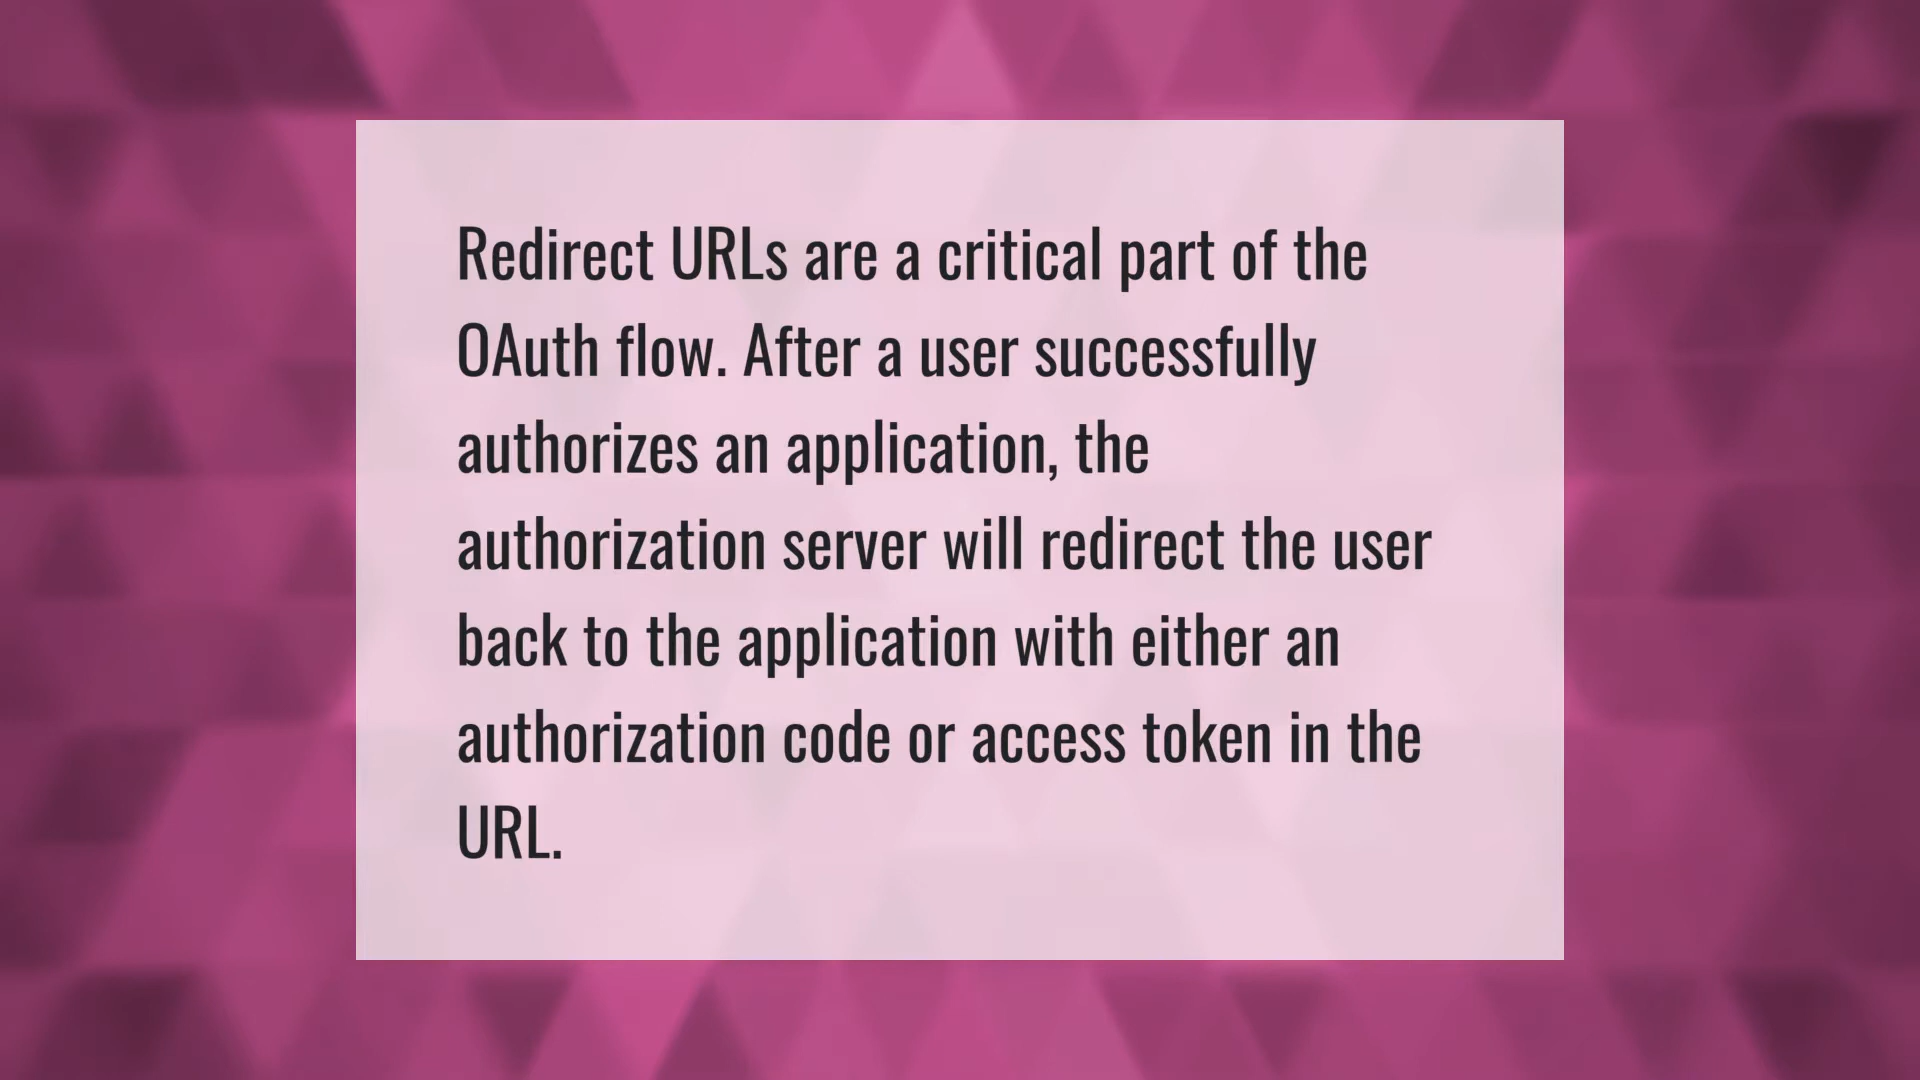 Redirect URLs are a critical part of the
OAuth flow. After a user successfully
authorizes an application, the
authorization server will redirect the user
back to the application with either an
authorization code or access token in the
URL.